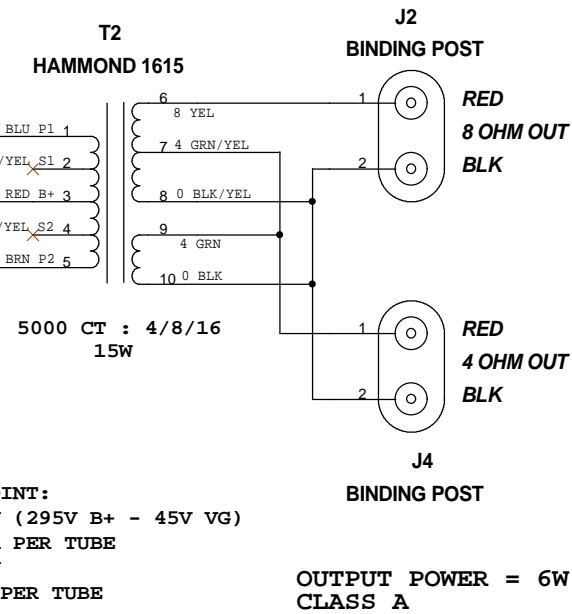 J2
BINDING POST
T2
HAMMOND 1615
RED
8 OHM OUT
BLK
1
2
6
8 YEL
7 4 GRN/YEL
8 0 BLK/YEL
9
4 GRN
10 0 BLK
BLU P1 1
/YEL S1 2
RED B+ 3
/YEL S2 4
BRN P2 5
5000 CT : 4/8/16
15W
1
2
RED
4 OHM OUT
BLK
J4
BINDING POST
OINT:
(295V B+ - 45V VG)
PER TUBE
PER TUBE
OUTPUT POWER = 6W
CLASS A